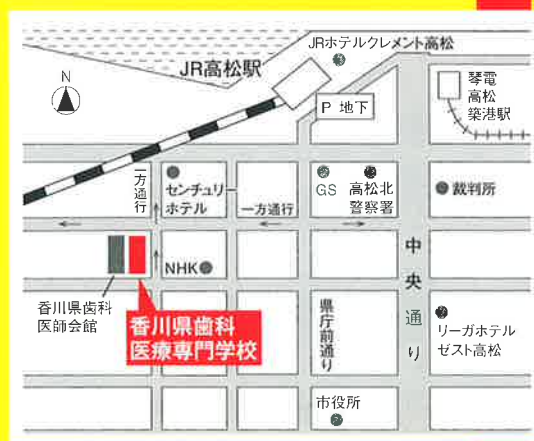 JRホテルクレメント高松
JR高松駅
N
P 地下
琴電
高松
築港駅
一方通行
センチュリー
ホテル
一方通行
GS
高松北
警察署
裁判所
中央通り
NHK
香川県歯科
医師会館
香川県歯科
医療専門学校
県庁前通り
リーガホテル
ゼスト高松
市役所